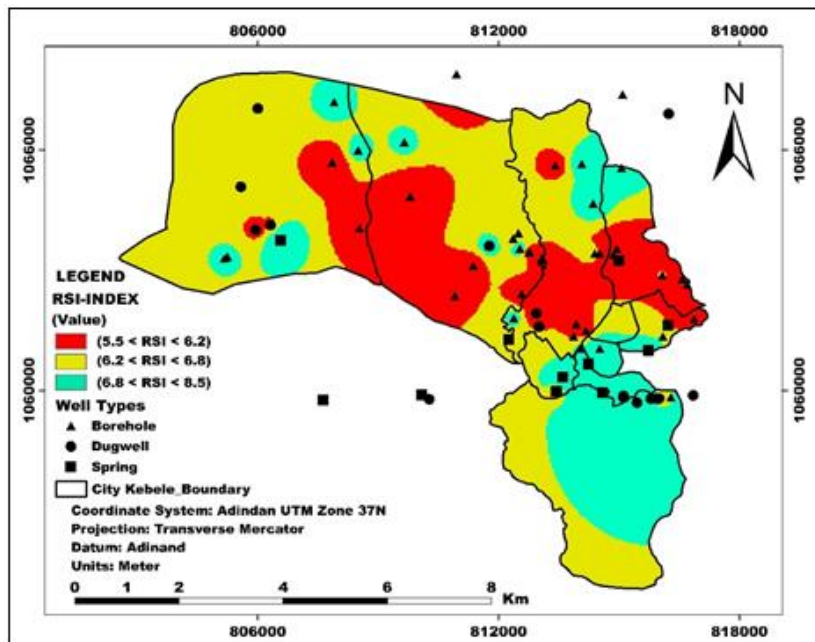 806000 812000 818000
N
1066000 1066000
LEGEND
RSI-INDEX
(Value)
(5.5 < RSI < 6.2)
(6.2 < RSI < 6.8)
(6.8 < RSI < 8.5)
Well Types
Borehole
Dugwell
Spring
City Kebele_Boundary
1060000 1060000
Coordinate System: Adindan UTM Zone 37N
Projection: Transverse Mercator
Datum: Adinand
Units: Meter
0 1 2 4 6 8
Km
806000 812000 818000